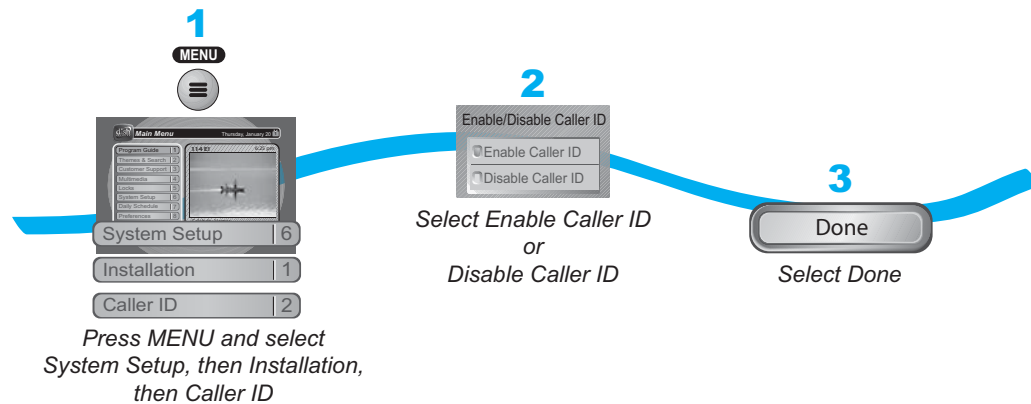 1
MENU
dish Main Menu Thursday, January 20
Program Guide 1
Themes & Search 2
Customer Support 3
Multimedia 4
Locks 5
System Setup 6
Daily Schedule 7
Preferences 8
6:23 pm
System Setup 6
Installation 1
Caller ID 2
Press MENU and select
System Setup, then Installation,
then Caller ID
2
Enable/Disable Caller ID
Enable Caller ID
Disable Caller ID
Select Enable Caller ID
or
Disable Caller ID
3
Done
Select Done